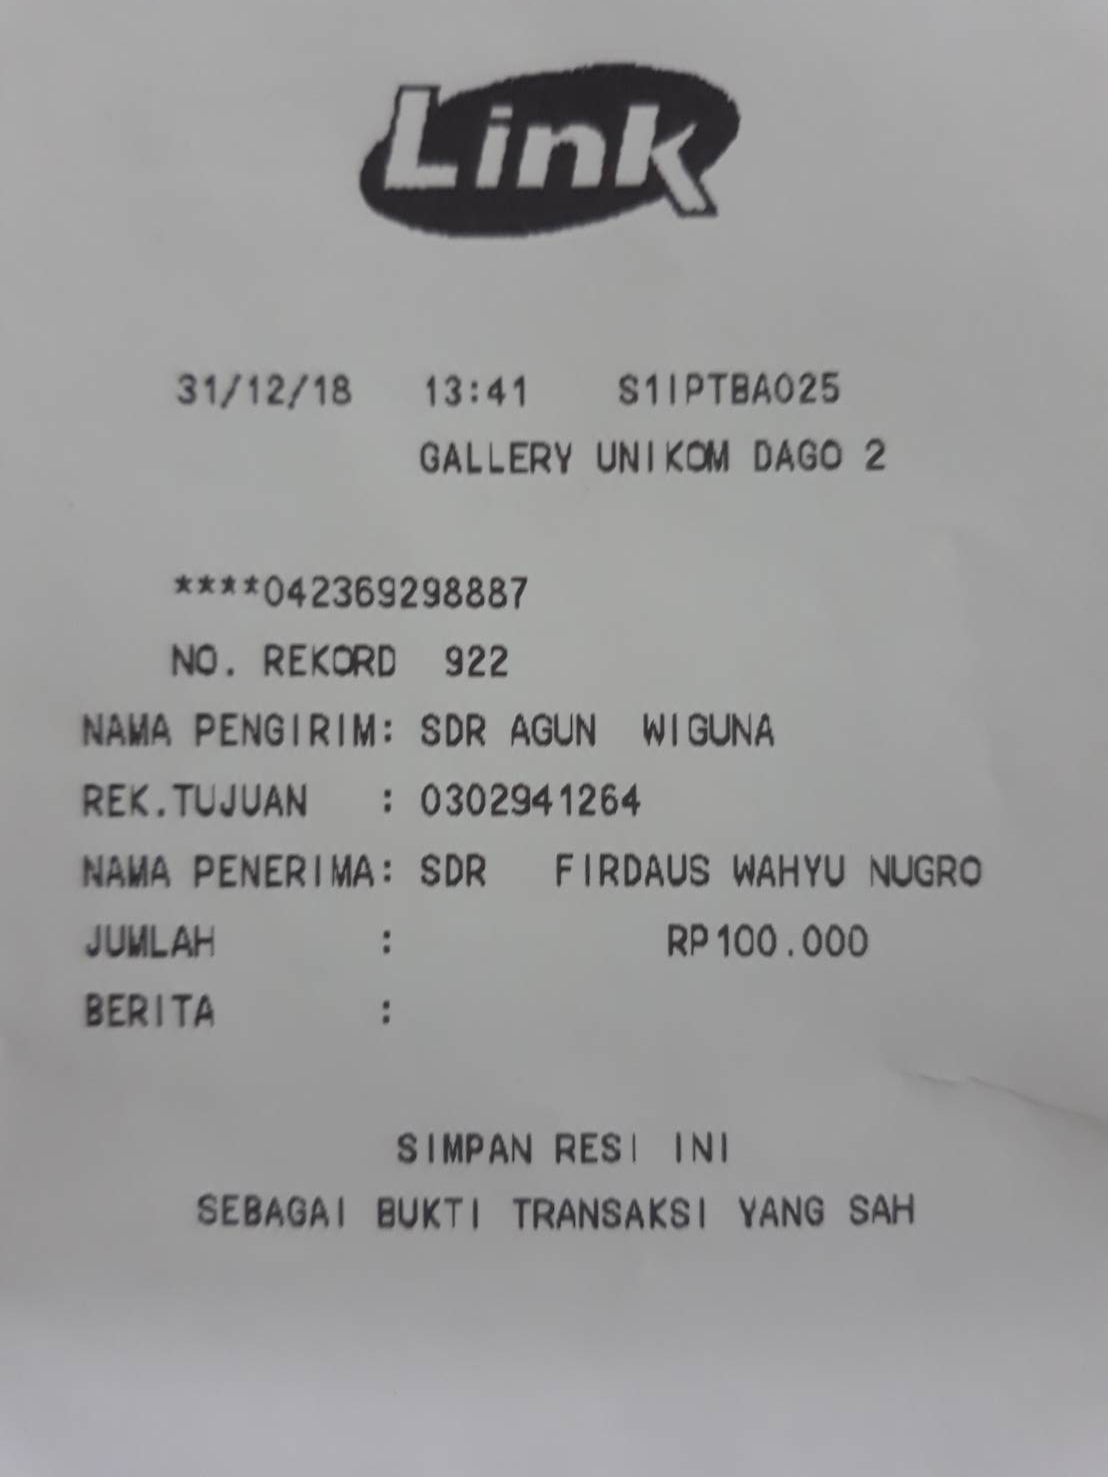 Link
31/12/18 13:41 S1IPTBA025
GALLERY UNIKOM DAGO 2
****042369298887
NO. REKORD 922
NAMA PENGIRIM: SDR AGUN WIGUNA
REK.TUJUAN : 0302941264
NAMA PENERIMA: SDR FIRDAUS WAHYU NUGRO
JUMLAH : RP100.000
BERITA :
SIMPAN RESI INI
SEBAGAI BUKTI TRANSAKSI YANG SAH